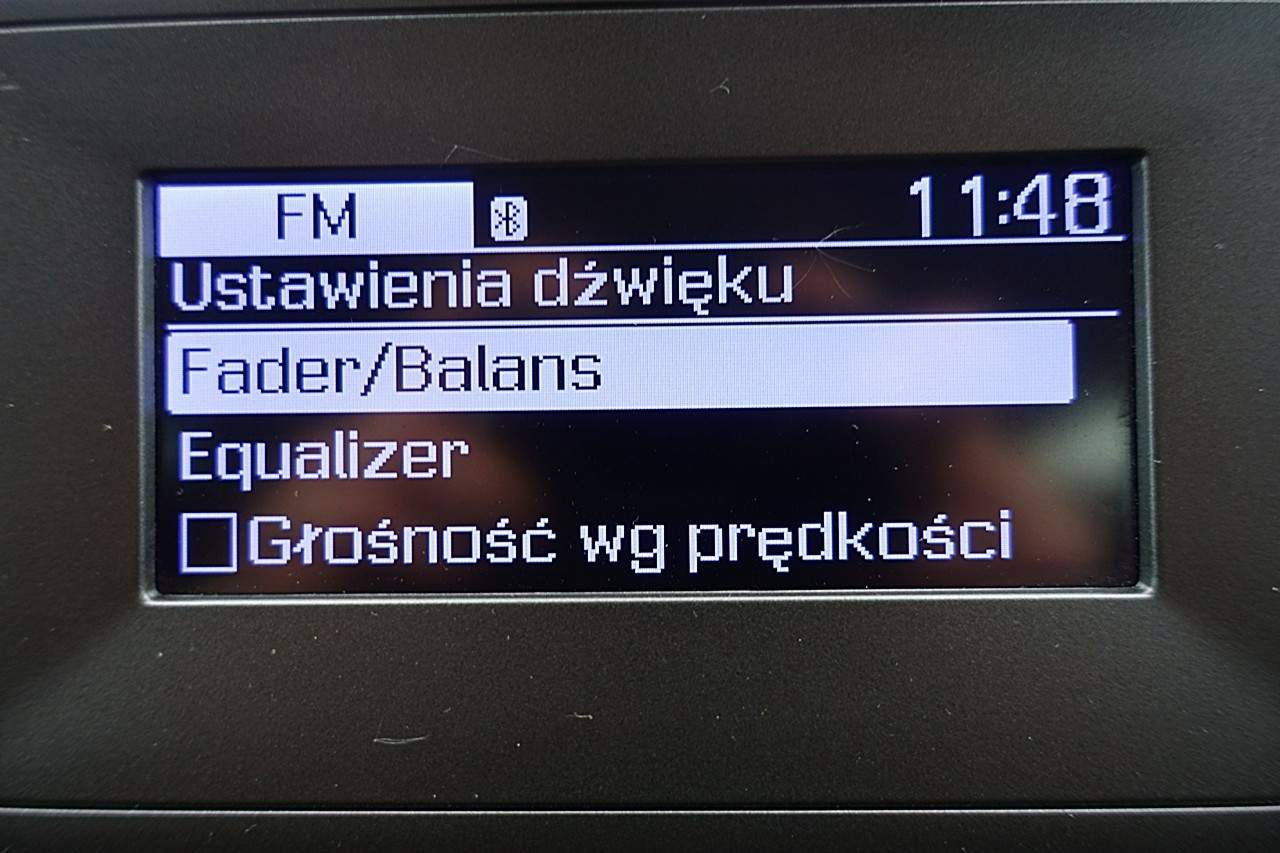 FM 11:48
Ustawienia dźwięku
Fader/Balans
Equalizer
Głośność wg prędkości